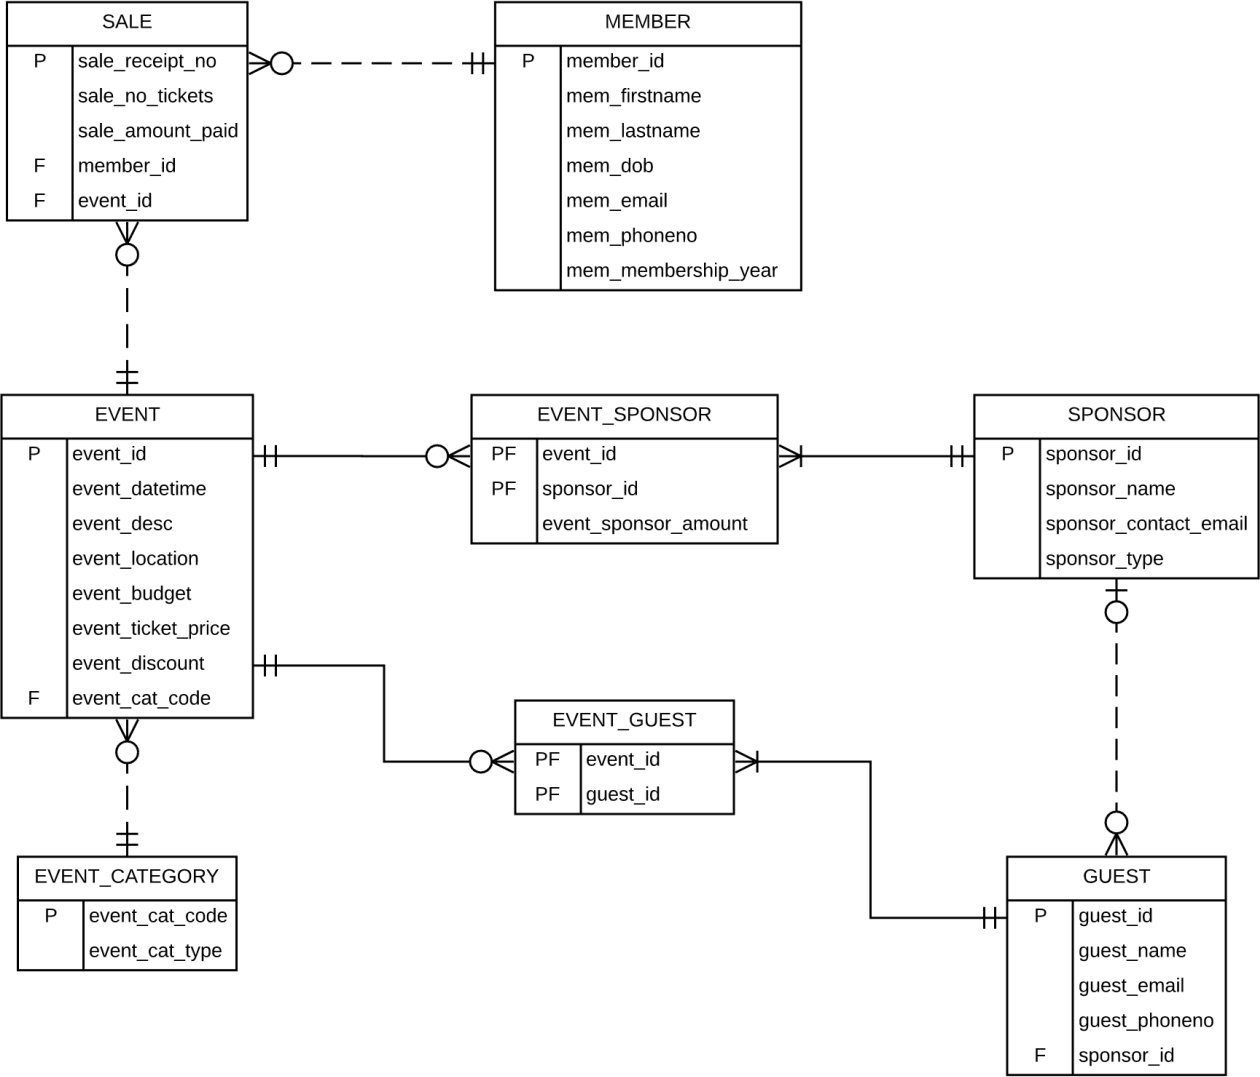 SALE
P sale_receipt_no
sale_no_tickets
sale_amount_paid
F member_id
F event_id
MEMBER
P member_id
mem_firstname
mem_lastname
mem_dob
mem_email
mem_phoneno
mem_membership_year
EVENT
P event_id
event_datetime
event_desc
event_location
event_budget
event_ticket_price
event_discount
F event_cat_code
EVENT_SPONSOR
PF event_id
PF sponsor_id
event_sponsor_amount
SPONSOR
P sponsor_id
sponsor_name
sponsor_contact_email
sponsor_type
EVENT_GUEST
PF event_id
PF guest_id
EVENT_CATEGORY
P event_cat_code
event_cat_type
GUEST
P guest_id
guest_name
guest_email
guest_phoneno
F sponsor_id